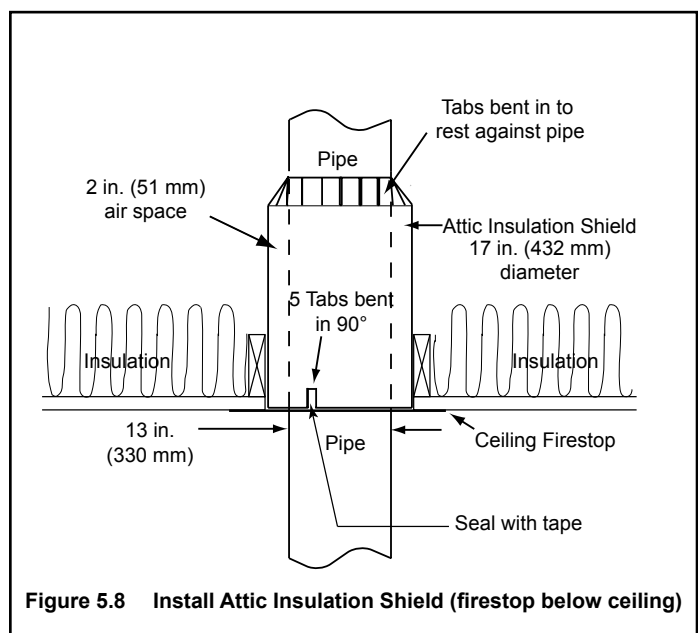 Tabs bent in to
rest against pipe
Pipe
2 in. (51 mm)
air space
Attic Insulation Shield
17 in. (432 mm)
diameter
5 Tabs bent
in 90°
Insulation
Insulation
13 in.
(330 mm)
Pipe
Ceiling Firestop
Seal with tape
Figure 5.8 Install Attic Insulation Shield (firestop below ceiling)